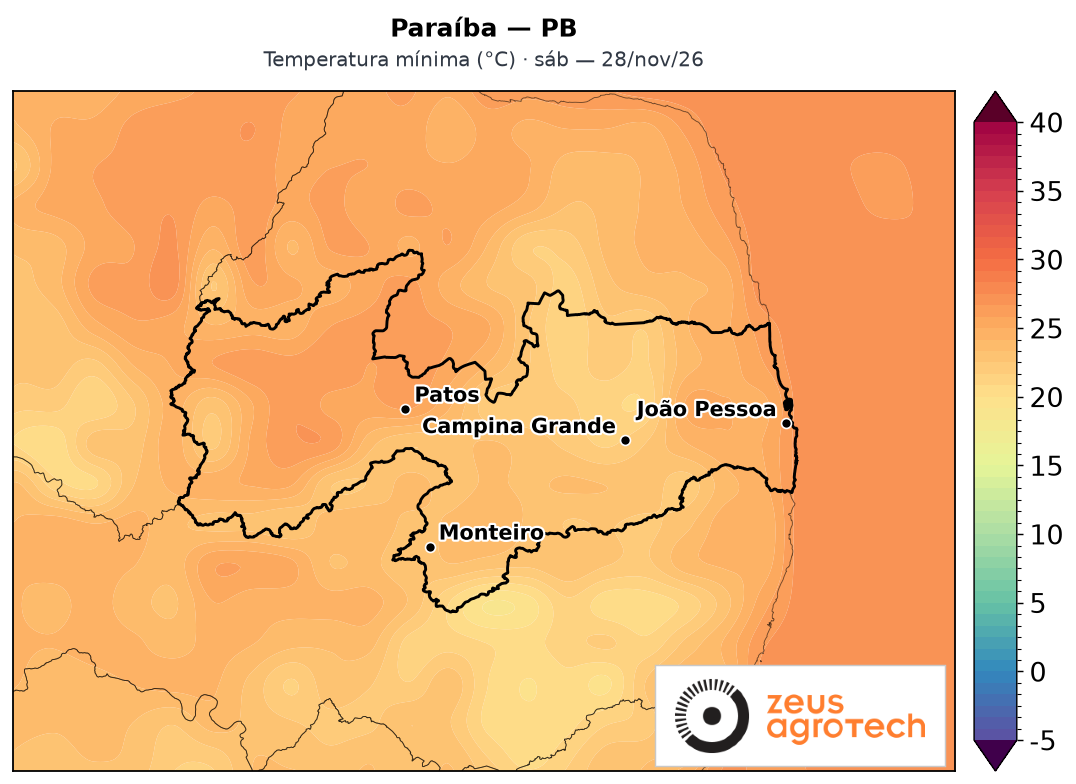 Paraíba — PB
Temperatura mínima (°C) · sáb — 28/nov/26
40
35
30
25
20
15
10
5
0
-5
Patos
João Pessoa
Campina Grande
Monteiro
zeus
agrotech